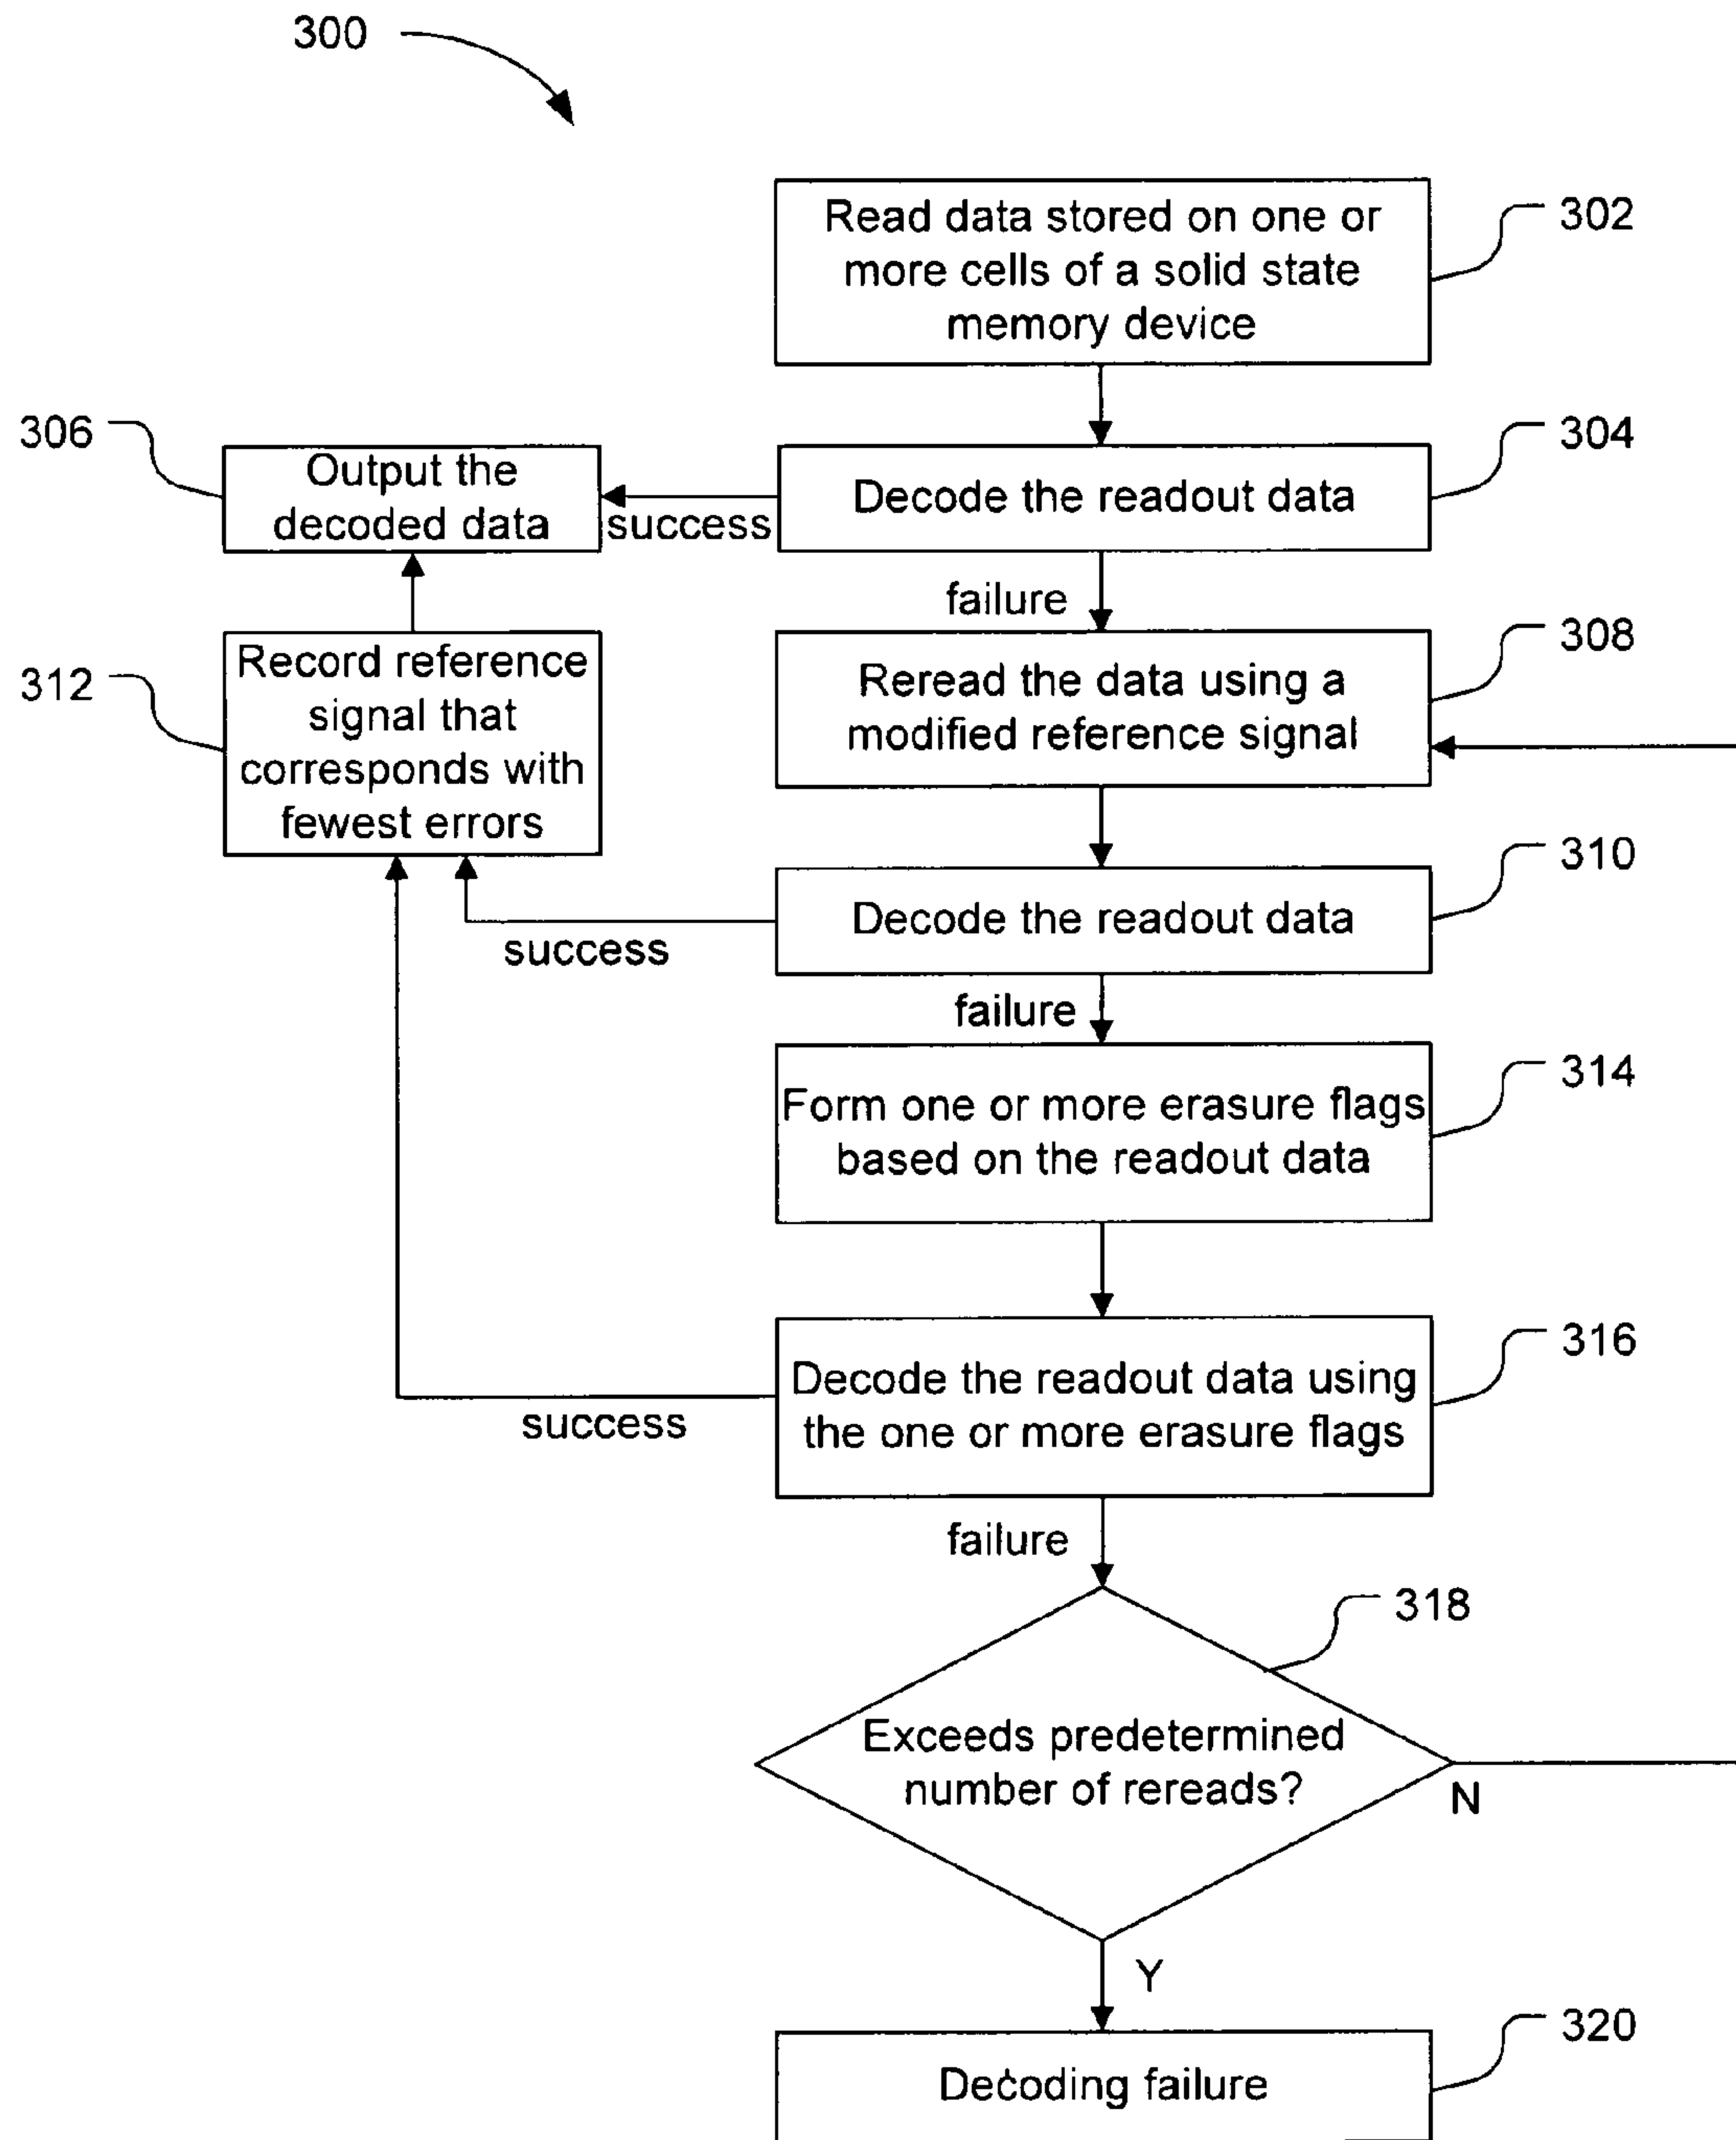 300
Read data stored on one or
more cells of a solid state
memory device
302
306
Output the
decoded data
success
Decode the readout data
304
failure
312
Record reference
signal that
corresponds with
fewest errors
Reread the data using a
modified reference signal
308
Decode the readout data
310
success
failure
Form one or more erasure flags
based on the readout data
314
Decode the readout data using
the one or more erasure flags
316
success
failure
318
Exceeds predetermined
number of rereads?
N
Y
Decoding failure
320